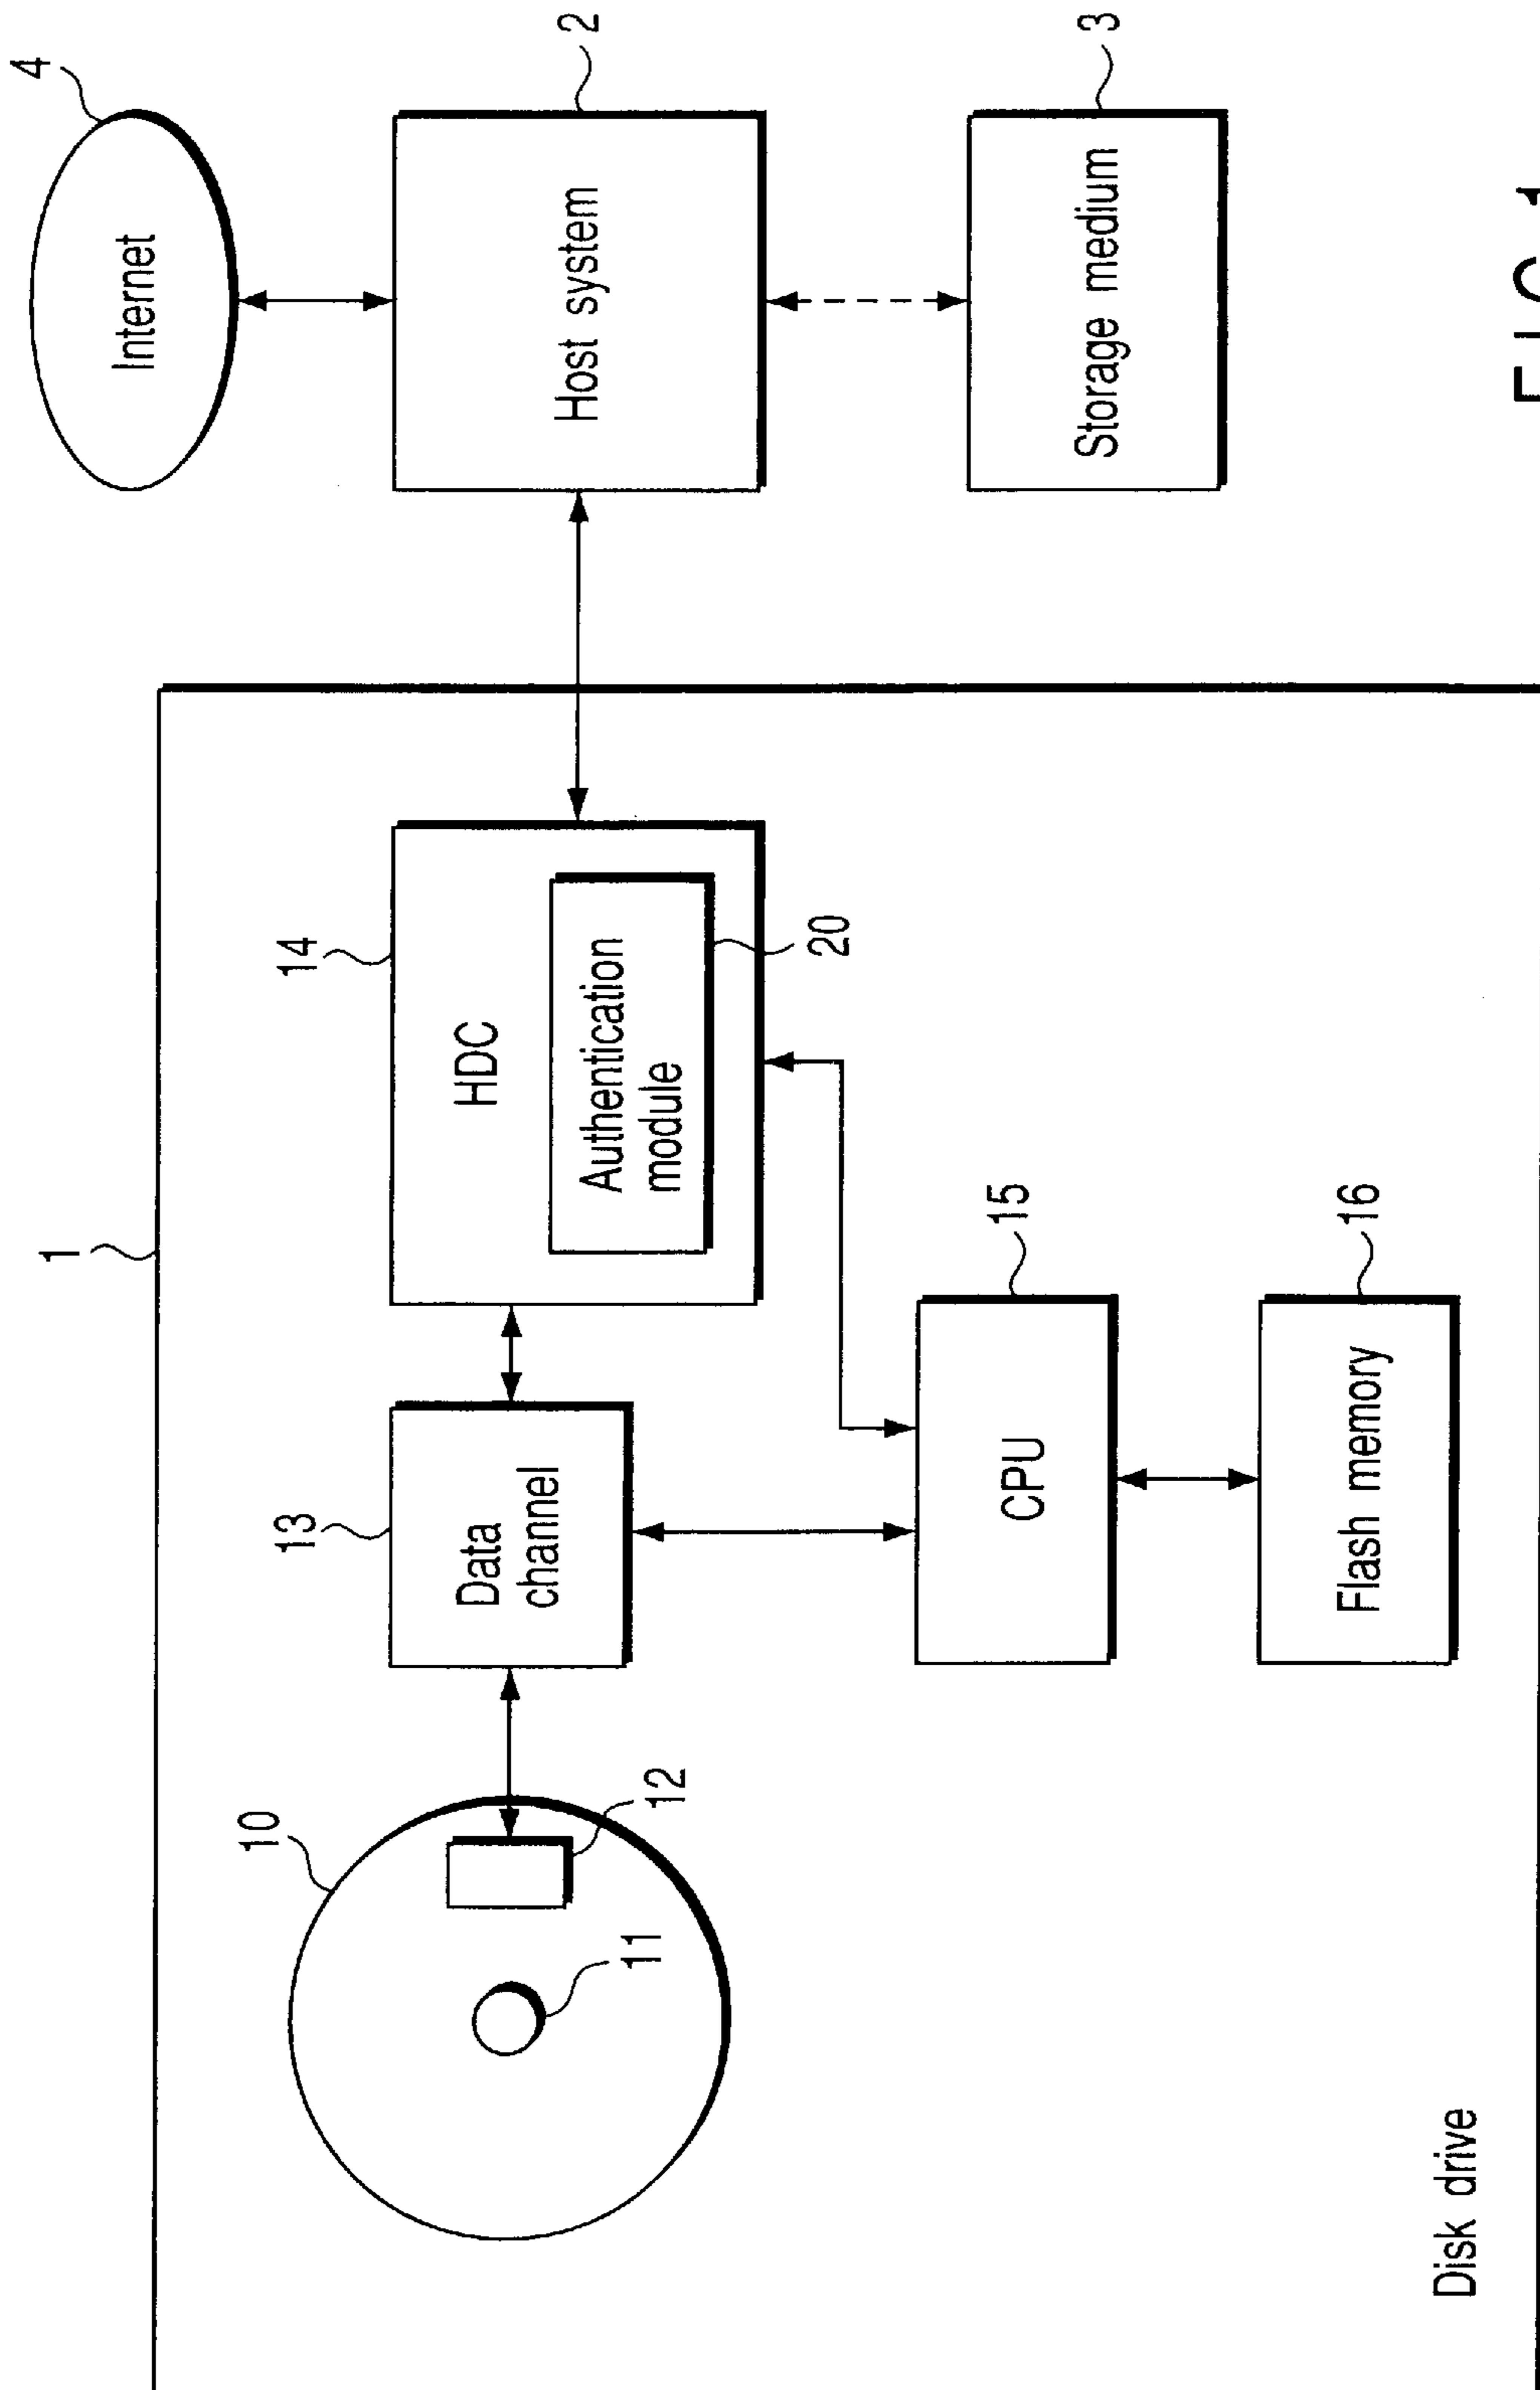 1
4
Internet
10
13
14
11
12
Data
channel
HDC
Authentication
module
20
Host system
2
CPU
15
Flash memory
16
Storage medium
3
Disk drive